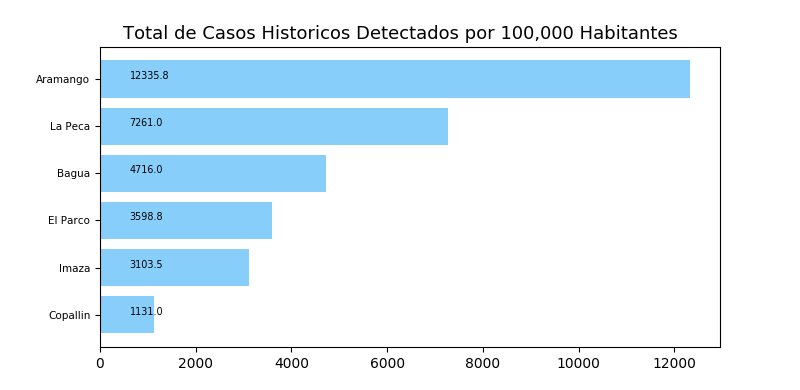 Total de Casos Historicos Detectados por 100,000 Habitantes
Aramango 12335.8
La Peca 7261.0
Bagua 4716.0
El Parco 3598.8
Imaza 3103.5
Copallin 1131.0
0 2000 4000 6000 8000 10000 12000